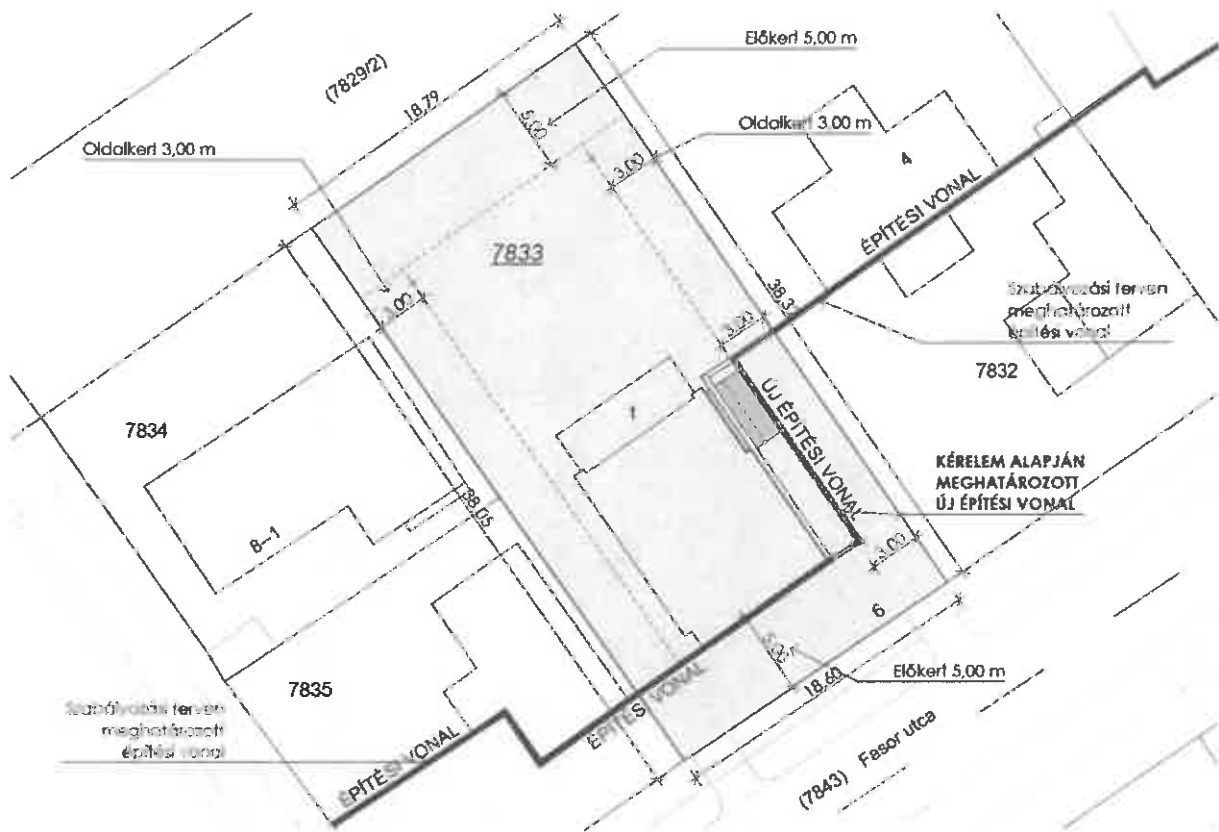 Előkert 5,00 m
(7829/2)
18,79
5,00
Oldalkert 3,00 m
Oldalkert 3,00 m
3,00
4
ÉPÍTÉSI VONAL
7833
3,00
38,3
3,00
Szabályozási terven
meghatározott
építési vonal
7832
1
ÚJ ÉPÍTÉSI VONAL
7834
KÉRELEM ALAPJÁN
MEGHATÁROZOTT
ÚJ ÉPÍTÉSI VONAL
38,05
B-1
3,00
6
5,00
Előkert 5,00 m
18,60
7835
ÉPÍTÉSI VONAL
Szabályozási terven
meghatározott
építési vonal
ÉPÍTÉSI VONAL
(7843) Fasor utca